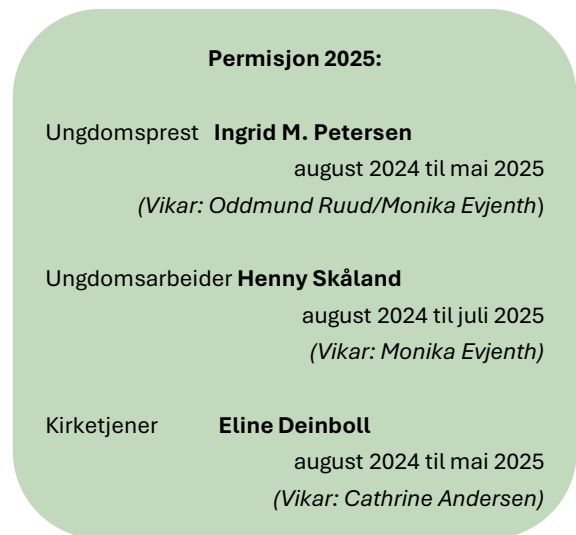 Permisjon 2025:
Ungdomsprest Ingrid M. Petersen
august 2024 til mai 2025
(Vikar: Oddmund Ruud/Monika Evjenth)
Ungdomsarbeider Henny Skåland
august 2024 til juli 2025
(Vikar: Monika Evjenth)
Kirketjener Eline Deinboll
august 2024 til mai 2025
(Vikar: Cathrine Andersen)